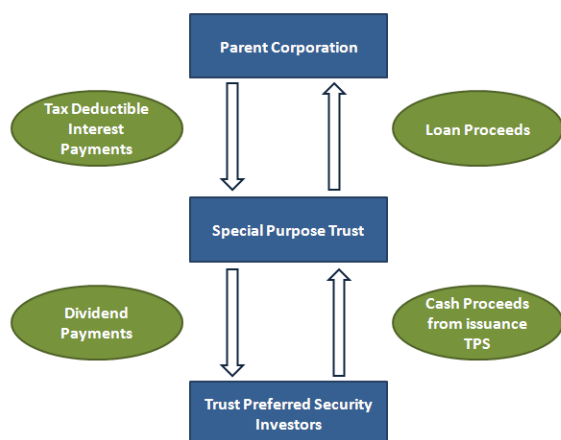 Parent Corporation
Tax Deductible
Interest
Payments
Loan Proceeds
Special Purpose Trust
Dividend
Payments
Cash Proceeds
from issuance
TPS
Trust Preferred Security
Investors